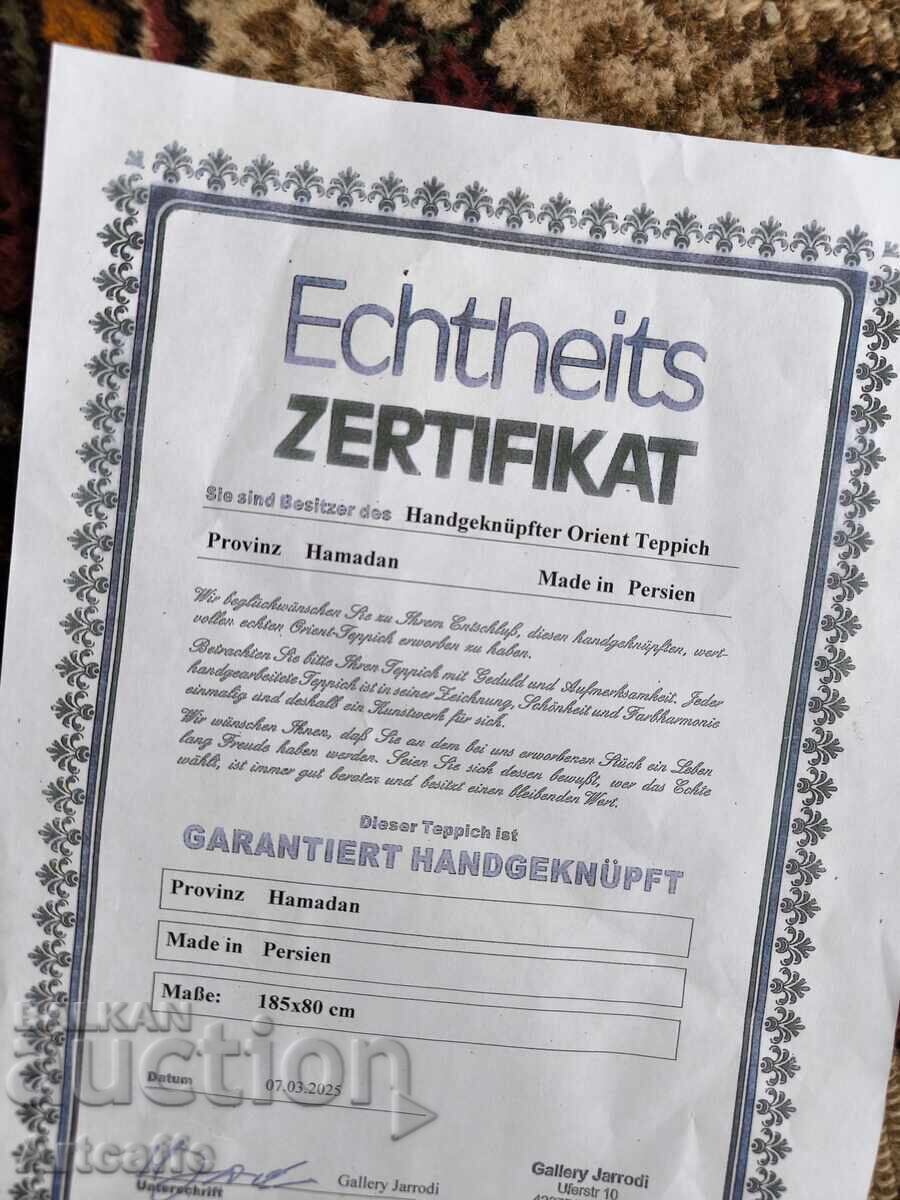 Echtheits
ZERTIFIKAT
Sie sind Besitzer des Handgeknüpfter Orient Teppich
Provinz Hamadan Made in Persien
Wir beglückwünschen Sie zu Ihrem Entschluß, diesen handgeknüpften, wert-
vollen echten Orient-Teppich erworben zu haben.
Betrachten Sie bitte Ihren Teppich mit Geduld und Aufmerksamkeit. Jeder
handgearbeitete Teppich ist in seiner Zeichnung, Schönheit und Farbharmonie
einmalig und deshalb ein Kunstwerk für sich.
Wir wünschen Ihnen, daß Sie an dem bei uns erworbenen Stück ein Leben
lang Freude haben werden. Seien Sie sich dessen bewußt, wer das Echte
wählt, ist immer gut beraten und besitzt einen bleibenden Wert.
Dieser Teppich ist
GARANTIERT HANDGEKNÜPFT
Provinz Hamadan
Made in Persien
Maße: 185x80 cm
BALKAN
auction
Datum 07.03.2025
artcaffe
Unterschrift Gallery Jarrodi
Gallery Jarrodi
Uferstr 10